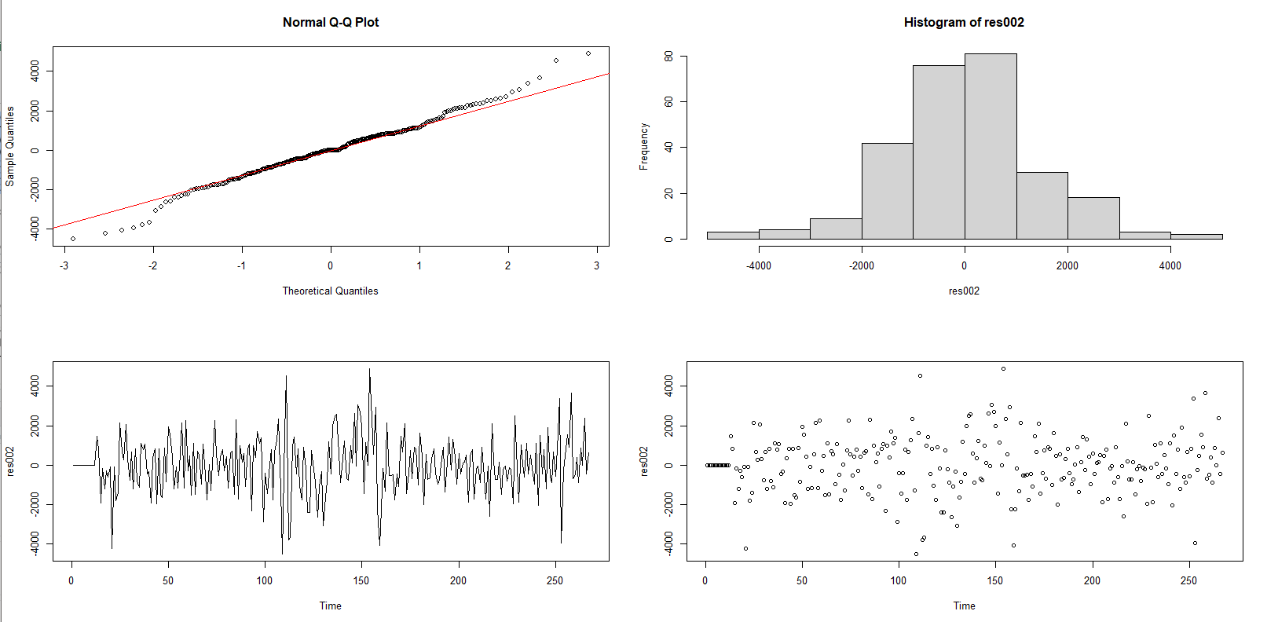 Normal Q-Q Plot
Sample Quantiles
4000
2000
0
-2000
-4000
-3 -2 -1 0 1 2 3
Theoretical Quantiles
Histogram of res002
Frequency
80
60
40
20
0
-4000 -2000 0 2000 4000
res002
res002
4000
2000
0
-2000
-4000
0 50 100 150 200 250
Time
res002
4000
2000
0
-2000
-4000
0 50 100 150 200 250
Time